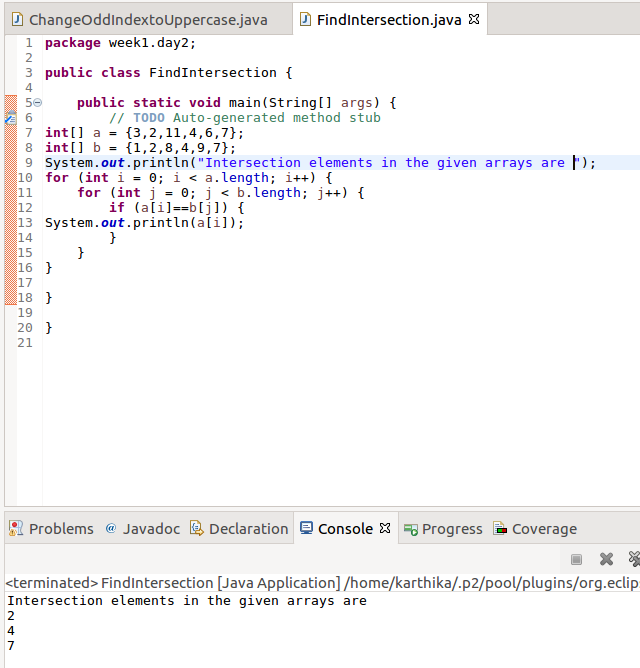 ChangeOddIndextoUppercase.java FindIntersection.java
1 package week1.day2;
2
3 public class FindIntersection {
4
5 public static void main(String[] args) {
6 // TODO Auto-generated method stub
7 int[] a = {3,2,11,4,6,7};
8 int[] b = {1,2,8,4,9,7};
9 System.out.println("Intersection elements in the given arrays are ");
10 for (int i = 0; i < a.length; i++) {
11 for (int j = 0; j < b.length; j++) {
12 if (a[i]==b[j]) {
13 System.out.println(a[i]);
14 }
15 }
16 }
17
18 }
19
20 }
21
Problems @ Javadoc Declaration Console Progress Coverage
<terminated> FindIntersection [Java Application] /home/karthika/.p2/pool/plugins/org.eclips
Intersection elements in the given arrays are
2
4
7